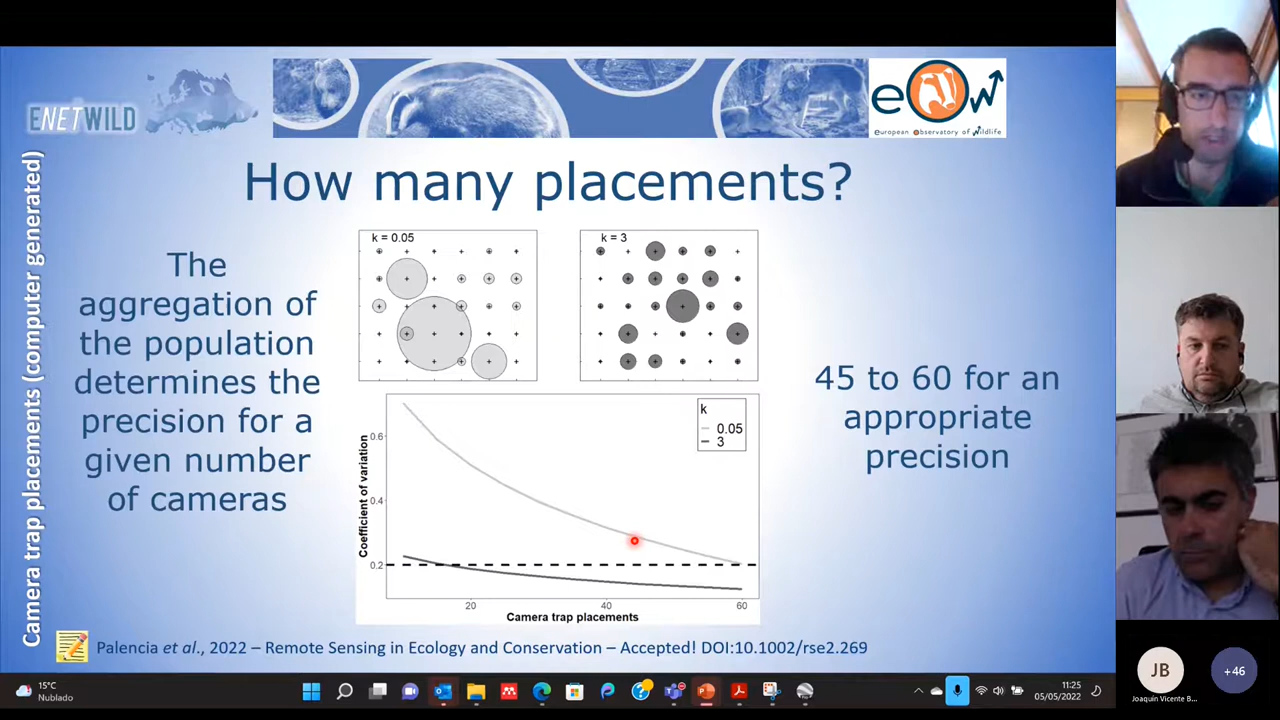 ENETWILD
eOW
european Observatory of Wildlife
Camera trap placements (computer generated)
How many placements?
The
aggregation of
the population
determines the
precision for a
given number
of cameras
k = 0.05
k = 3
45 to 60 for an
appropriate
precision
k
0.05
3
Coefficient of variation
0.6
0.4
0.2
20
40
60
Camera trap placements
Palencia et al., 2022 – Remote Sensing in Ecology and Conservation – Accepted! DOI:10.1002/rse2.269
JB
Joaquín Vicente B...
+46
15°C
Nublado
11:25
05/05/2022